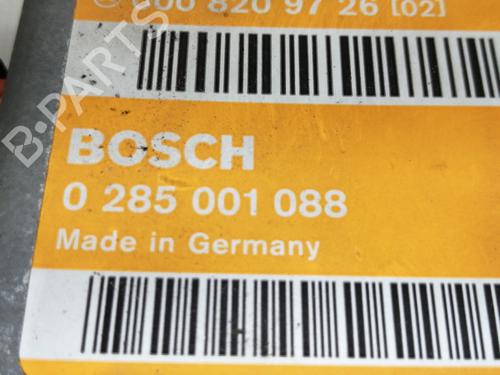 000 820 97 26 [02]
B-PARTS
BOSCH
0 285 001 088
Made in Germany